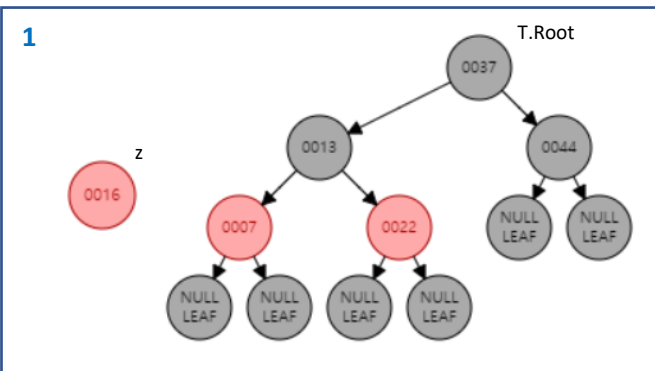 1
T.Root
0037
z
0013
0044
0016
0007
0022
NULL
LEAF
NULL
LEAF
NULL
LEAF
NULL
LEAF
NULL
LEAF
NULL
LEAF